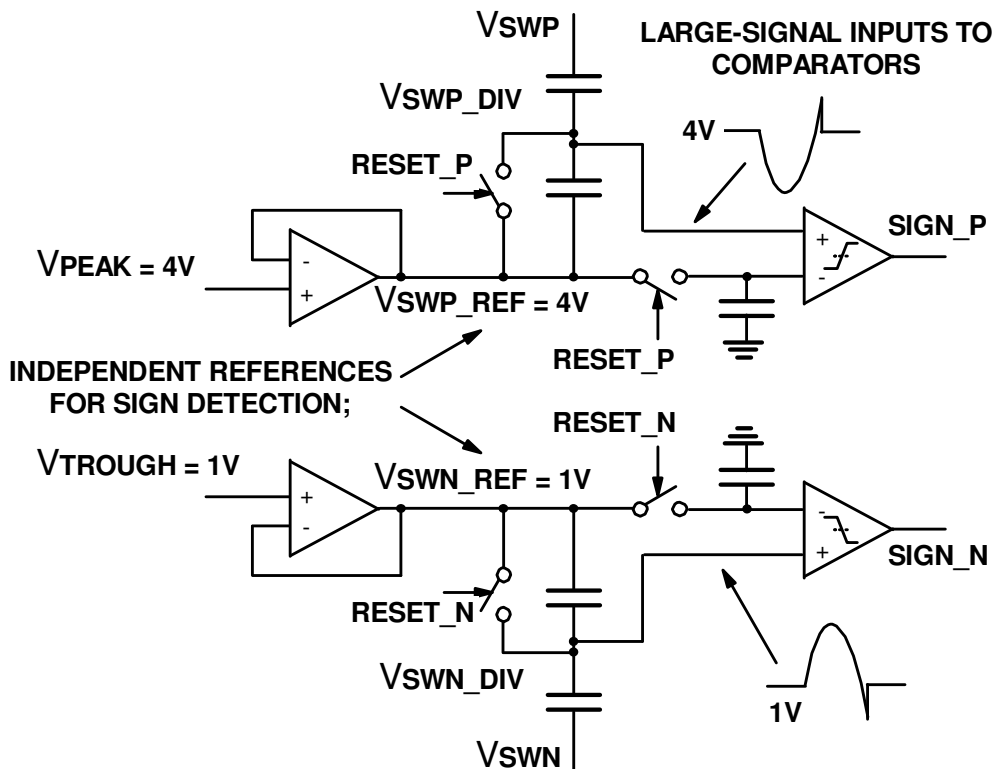 VSWP
LARGE-SIGNAL INPUTS TO
COMPARATORS
VSWP_DIV
4V
RESET_P
SIGN_P
+
-
-
+
VPEAK = 4V
VSWP_REF = 4V
RESET_P
INDEPENDENT REFERENCES
FOR SIGN DETECTION;
RESET_N
VTROUGH = 1V
VSWN_REF = 1V
+
-
-
+
SIGN_N
RESET_N
VSWN_DIV
1V
VSWN